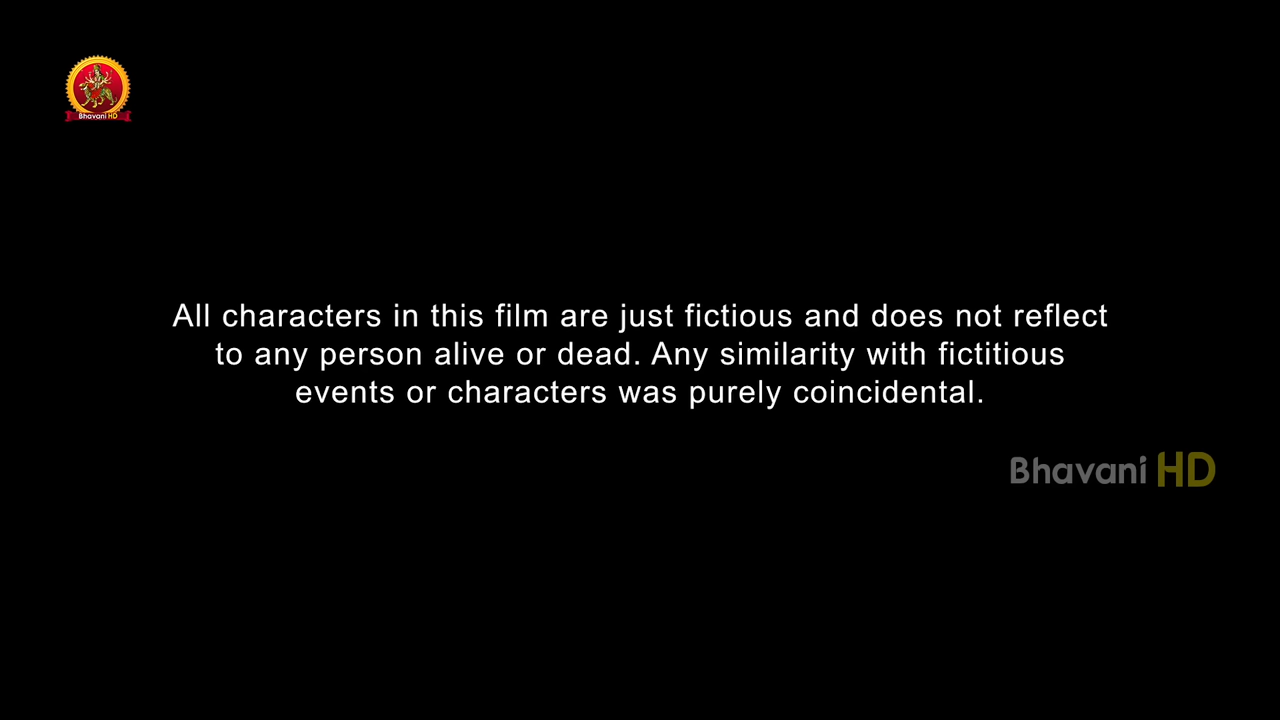 Bhavani HD
All characters in this film are just fictious and does not reflect
to any person alive or dead. Any similarity with fictitious
events or characters was purely coincidental.
Bhavani HD